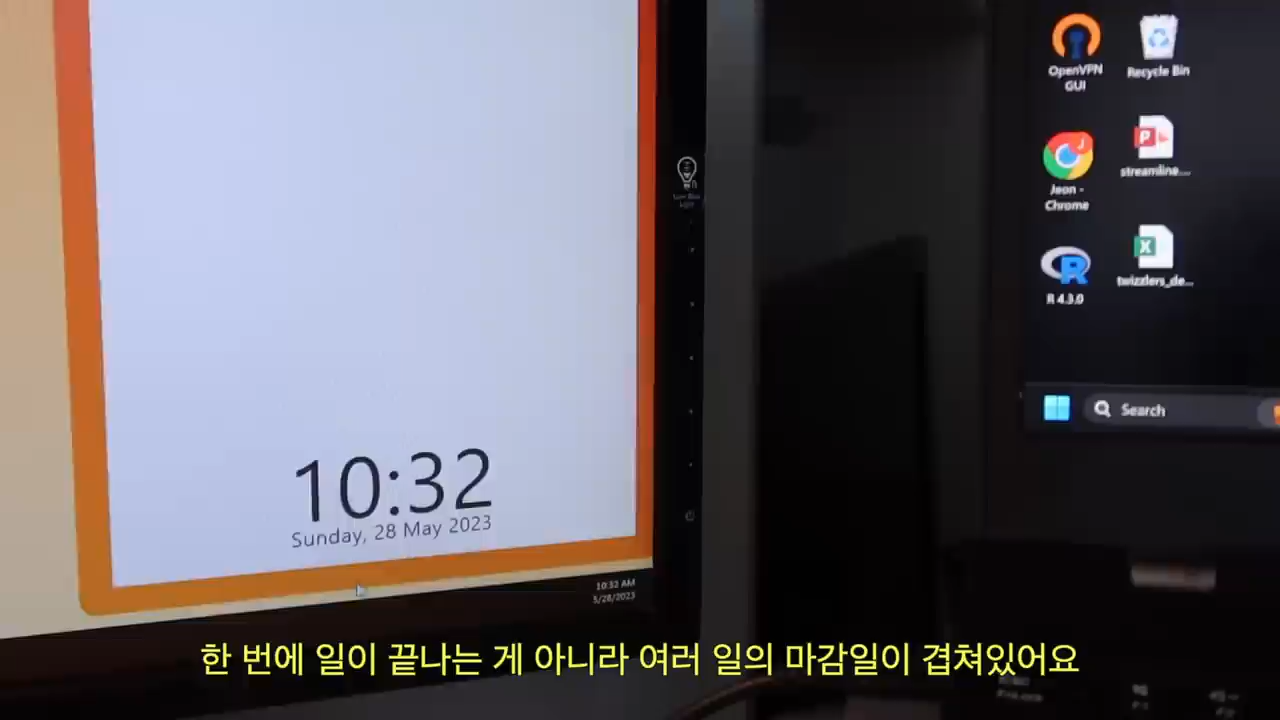 10:32
Sunday, 28 May 2023
10:32 AM
5/28/2023
OpenVPN
GUI
Recycle Bin
Jeon -
Chrome
streamline....
R 4.3.0
twizzlers_de...
Search
한 번에 일이 끝나는 게 아니라 여러 일의 마감일이 겹쳐있어요